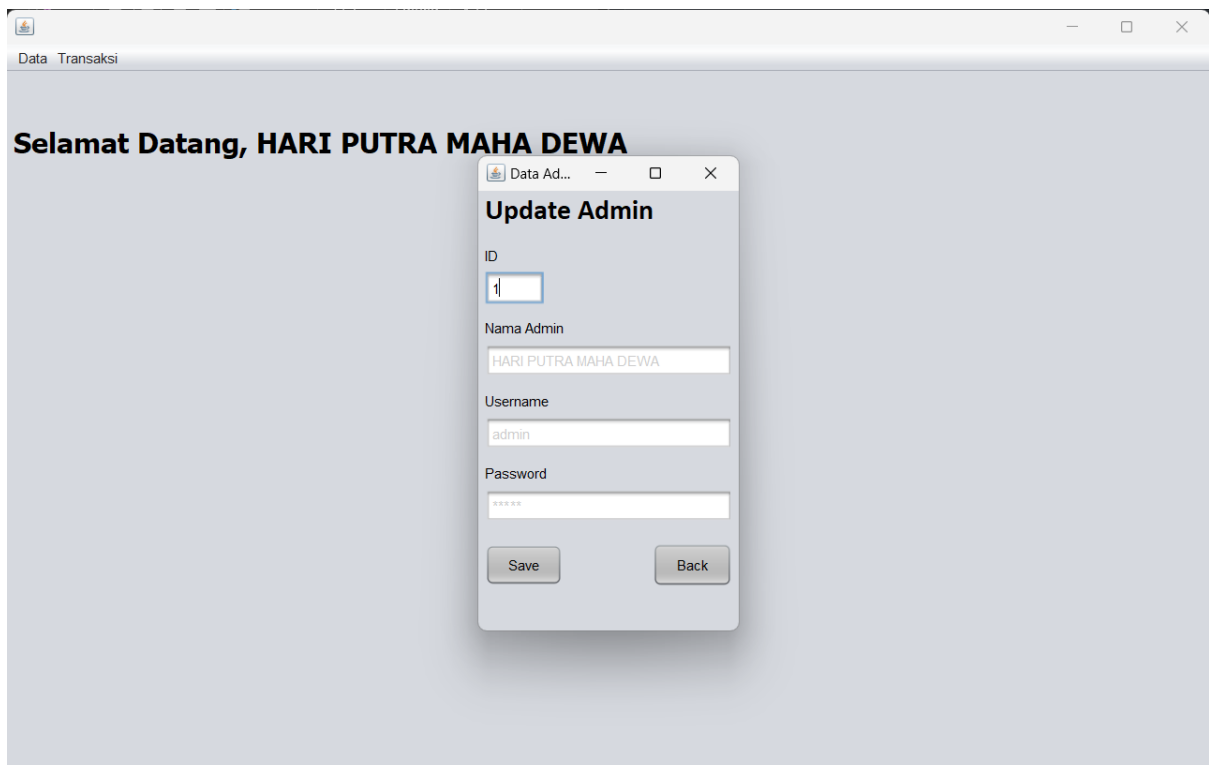 Data Transaksi
Selamat Datang, HARI PUTRA MAHA DEWA
Data Ad...
Update Admin
ID
1
Nama Admin
HARI PUTRA MAHA DEWA
Username
admin
Password
*****
Save Back